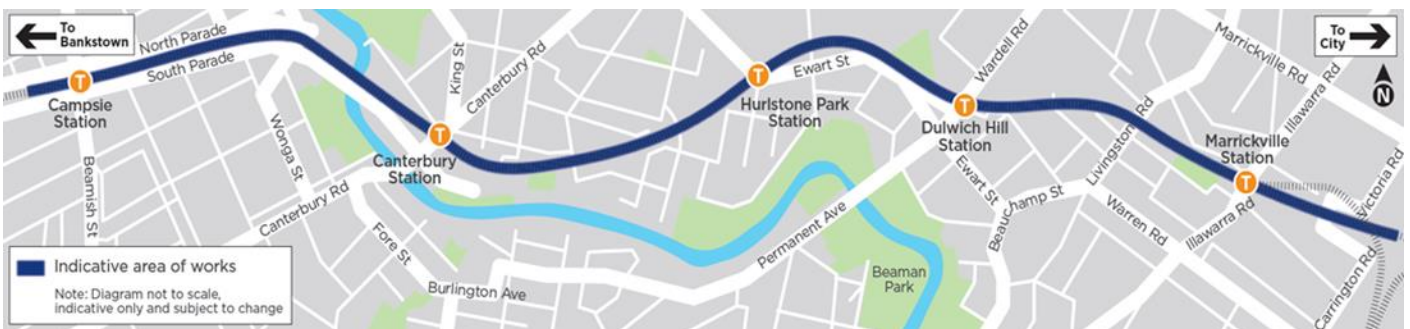 To
Bankstown
North Parade
South Parade
T
Campsie
Station
Beamish St
Wonga St
King St
Canterbury Rd
T
Canterbury
Station
Canterbury Rd
Fore St
Burlington Ave
T
Ewart St
Hurlstone Park
Station
Wardell Rd
T
Dulwich Hill
Station
Ewart St
Permanent Ave
Beaman
Park
Beauchamp St
Livingstone Rd
Warren Rd
Marrickville Rd
Illawarra Rd
Marrickville
Station
T
Illawarra Rd
Victoria Rd
Carrington Rd
To
City
N
Indicative area of works
Note: Diagram not to scale,
indicative only and subject to change